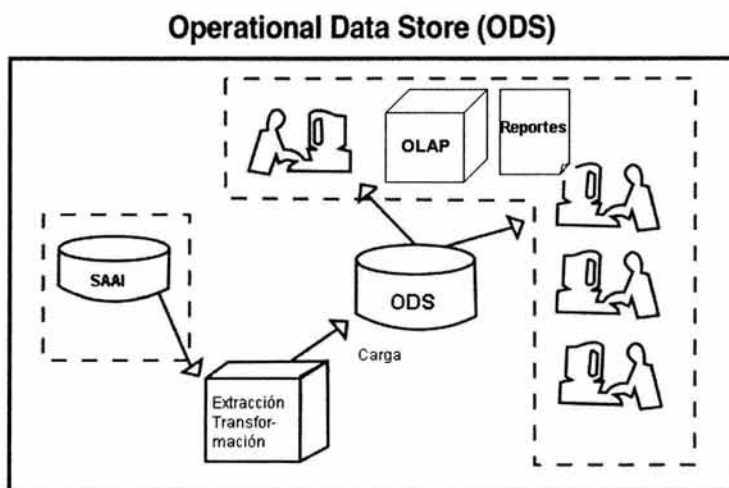 Operational Data Store (ODS)
OLAP
Reportes
SAAI
ODS
Carga
Extracción
Transfor-
mación